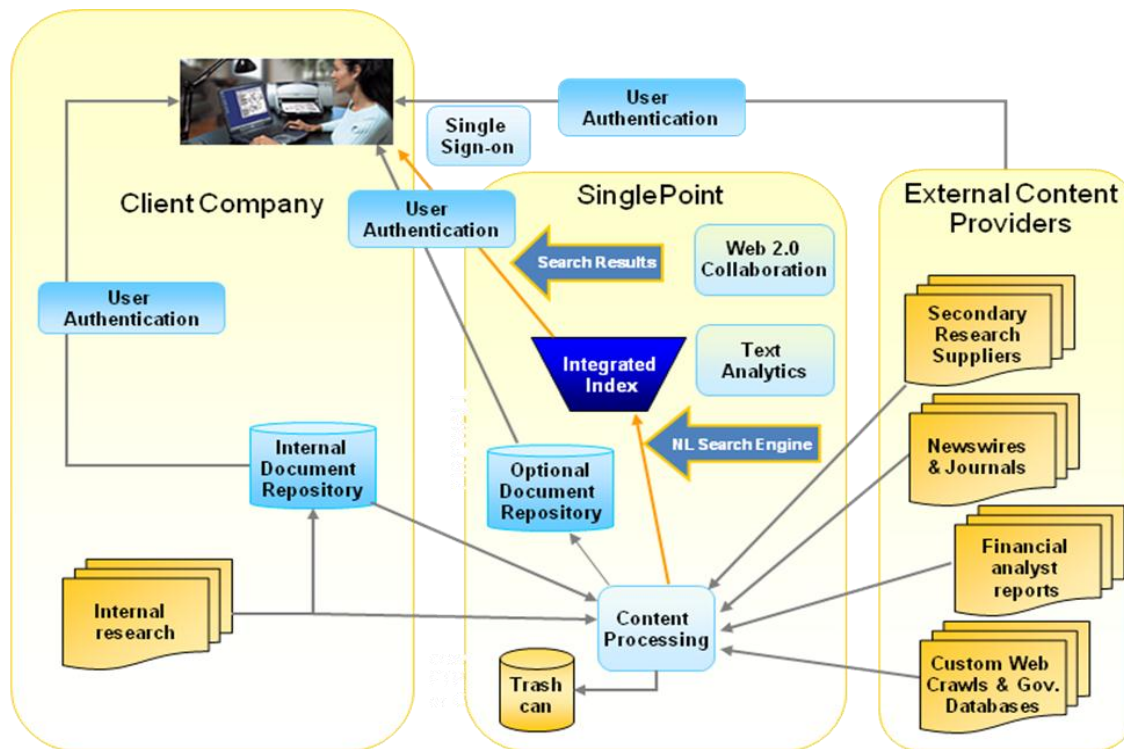 User
Authentication
Single
Sign-on
Client Company
User
Authentication
SinglePoint
External Content
Providers
Search Results
Web 2.0
Collaboration
User
Authentication
Secondary
Research
Suppliers
Integrated
Index
Text
Analytics
NL Search Engine
Newswires
& Journals
Internal
Document
Repository
Optional
Document
Repository
Financial
analyst
reports
Internal
research
Content
Processing
Trash
can
Custom Web
Crawls & Gov.
Databases